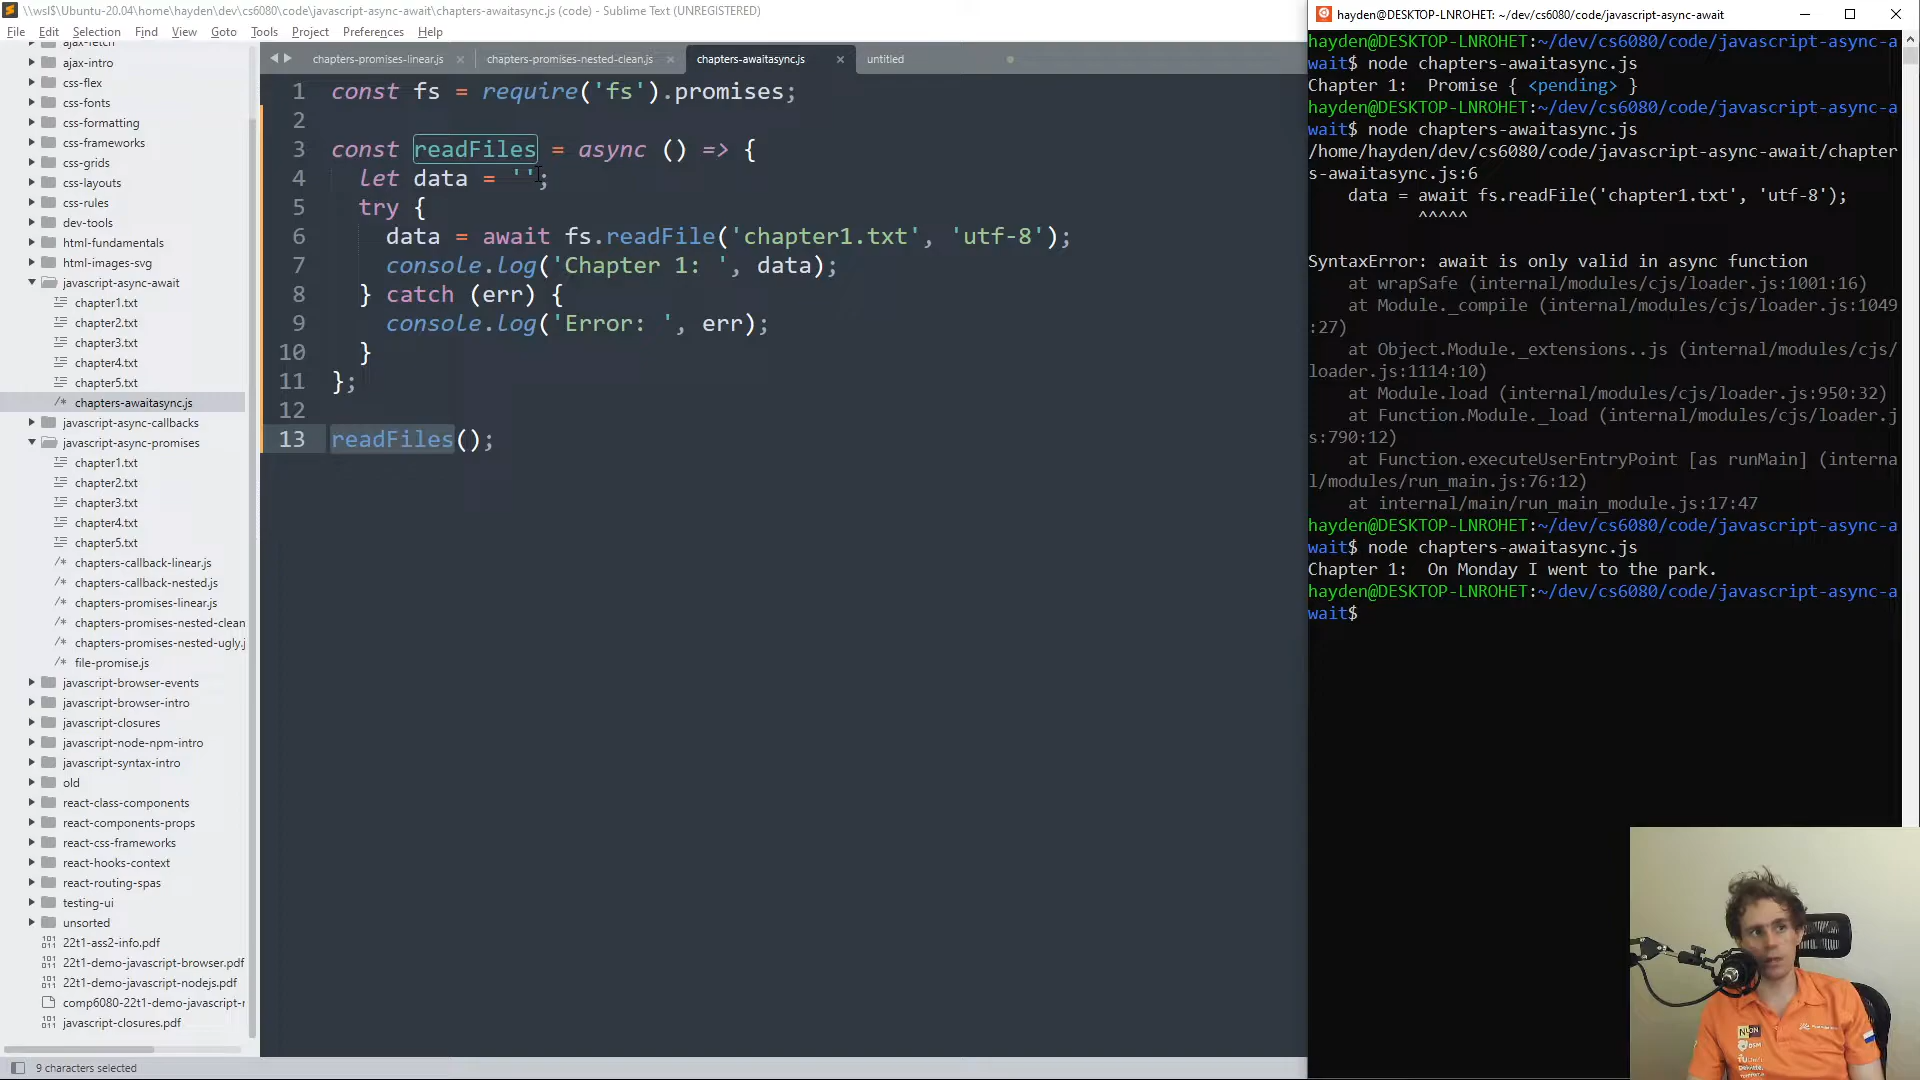 \\wsl$\Ubuntu-20.04\home\hayden\dev\cs6080\code\javascript-async-await\chapters-awaitasync.js (code) - Sublime Text (UNREGISTERED)
File Edit Selection Find View Goto Tools Project Preferences Help
ajax-fetch
ajax-intro
css-flex
css-fonts
css-formatting
css-frameworks
css-grids
css-layouts
css-rules
dev-tools
html-fundamentals
html-images-svg
javascript-async-await
chapter1.txt
chapter2.txt
chapter3.txt
chapter4.txt
chapter5.txt
/* chapters-awaitasync.js
javascript-async-callbacks
javascript-async-promises
chapter1.txt
chapter2.txt
chapter3.txt
chapter4.txt
chapter5.txt
/* chapters-callback-linear.js
/* chapters-callback-nested.js
/* chapters-promises-linear.js
/* chapters-promises-nested-clean
/* chapters-promises-nested-ugly.j
/* file-promise.js
javascript-browser-events
javascript-browser-intro
javascript-closures
javascript-node-npm-intro
javascript-syntax-intro
old
react-class-components
react-components-props
react-css-frameworks
react-hooks-context
react-routing-spas
testing-ui
unsorted
22t1-ass2-info.pdf
22t1-demo-javascript-browser.pdf
22t1-demo-javascript-nodejs.pdf
comp6080-22t1-demo-javascript-r
javascript-closures.pdf
9 characters selected
chapters-promises-linear.js × chapters-promises-nested-clean.js × chapters-awaitasync.js × untitled
1 const fs = require('fs').promises;
2
3 const readFiles = async () => {
4 let data = '';
5 try {
6 data = await fs.readFile('chapter1.txt', 'utf-8');
7 console.log('Chapter 1: ', data);
8 } catch (err) {
9 console.log('Error: ', err);
10 }
11 };
12
13 readFiles();
hayden@DESKTOP-LNROHET: ~/dev/cs6080/code/javascript-async-await
hayden@DESKTOP-LNROHET:~/dev/cs6080/code/javascript-async-a
wait$ node chapters-awaitasync.js
Chapter 1:  Promise { <pending> }
hayden@DESKTOP-LNROHET:~/dev/cs6080/code/javascript-async-a
wait$ node chapters-awaitasync.js
/home/hayden/dev/cs6080/code/javascript-async-await/chapter
s-awaitasync.js:6
data = await fs.readFile('chapter1.txt', 'utf-8');
^^^^^
SyntaxError: await is only valid in async function
at wrapSafe (internal/modules/cjs/loader.js:1001:16)
at Module._compile (internal/modules/cjs/loader.js:1049
:27)
at Object.Module._extensions..js (internal/modules/cjs/
loader.js:1114:10)
at Module.load (internal/modules/cjs/loader.js:950:32)
at Function.Module._load (internal/modules/cjs/loader.j
s:790:12)
at Function.executeUserEntryPoint [as runMain] (interna
l/modules/run_main.js:76:12)
at internal/main/run_main_module.js:17:47
hayden@DESKTOP-LNROHET:~/dev/cs6080/code/javascript-async-a
wait$ node chapters-awaitasync.js
Chapter 1:  On Monday I went to the park.
hayden@DESKTOP-LNROHET:~/dev/cs6080/code/javascript-async-a
wait$